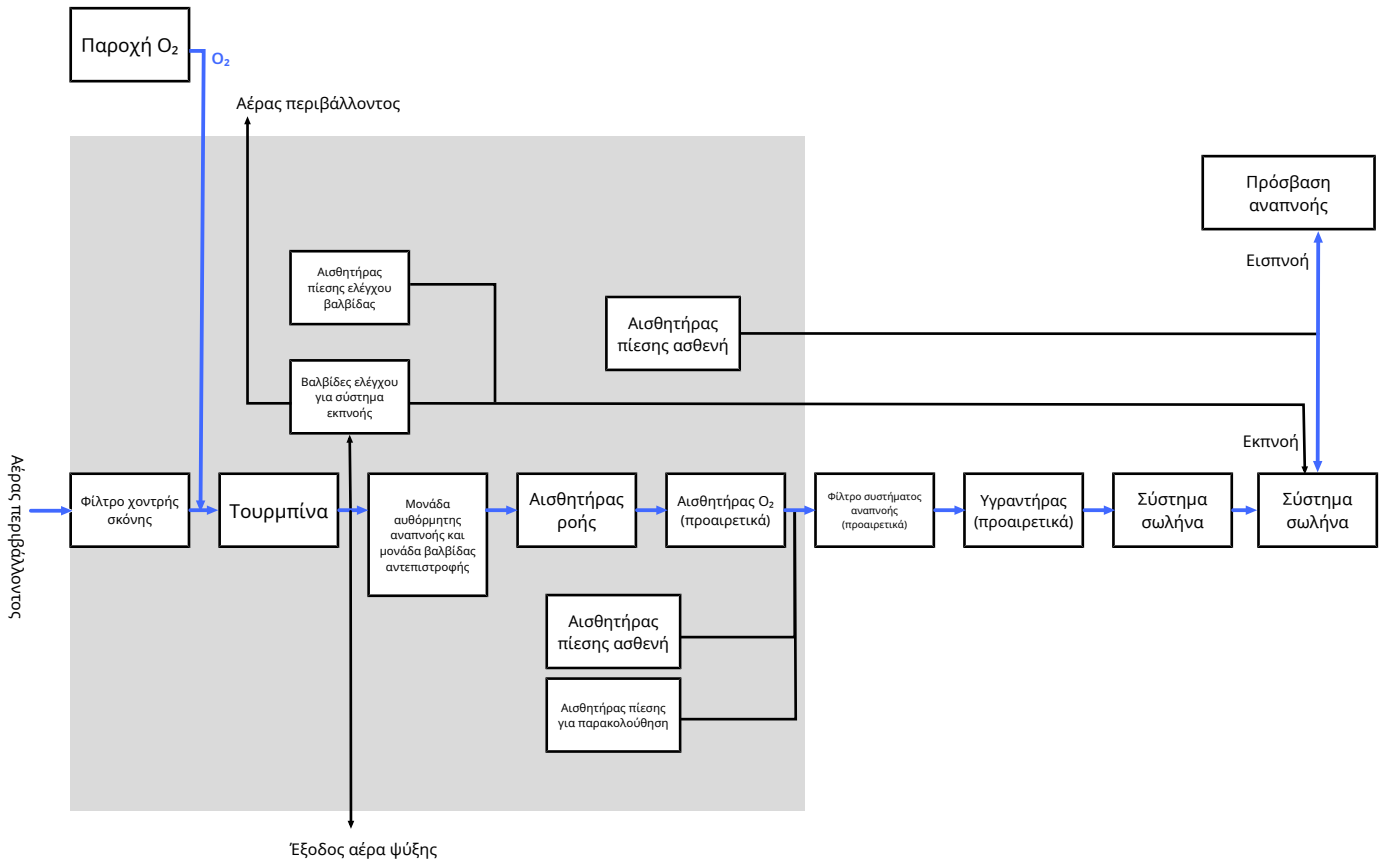 Παροχή O₂
O₂
Αέρας περιβάλλοντος
Πρόσβαση
αναπνοής
Εισπνοή
Αισθητήρας
πίεσης ελέγχου
βαλβίδας
Αισθητήρας
πίεσης ασθενή
Βαλβίδες ελέγχου
για σύστημα
εκπνοής
Εκπνοή
Αέρας περιβάλλοντος
Φίλτρο χοντρής
σκόνης
Τουρμπίνα
Μονάδα
αυθόρμητης
αναπνοής και
μονάδα βαλβίδας
αντεπιστροφής
Αισθητήρας
ροής
Αισθητήρας O₂
(προαιρετικά)
Φίλτρο συστήματος
αναπνοής
(προαιρετικά)
Υγραντήρας
(προαιρετικά)
Σύστημα
σωλήνα
Σύστημα
σωλήνα
Αισθητήρας
πίεσης ασθενή
Αισθητήρας πίεσης
για παρακολούθηση
Έξοδος αέρα ψύξης